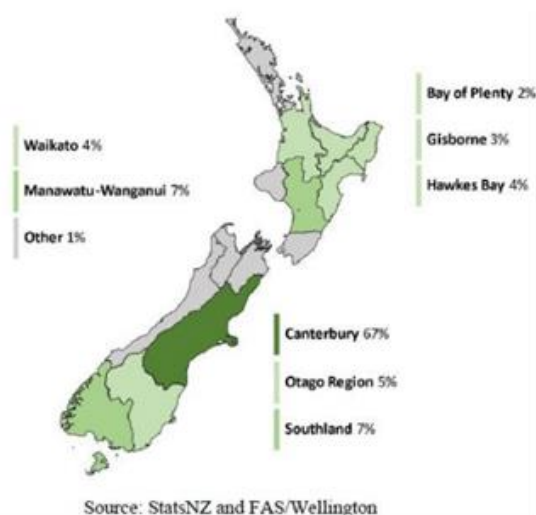 Bay of Plenty 2%
Gisborne 3%
Hawkes Bay 4%
Waikato 4%
Manawatu-Wanganui 7%
Other 1%
Canterbury 67%
Otago Region 5%
Southland 7%
Source: StatsNZ and FAS/Wellington